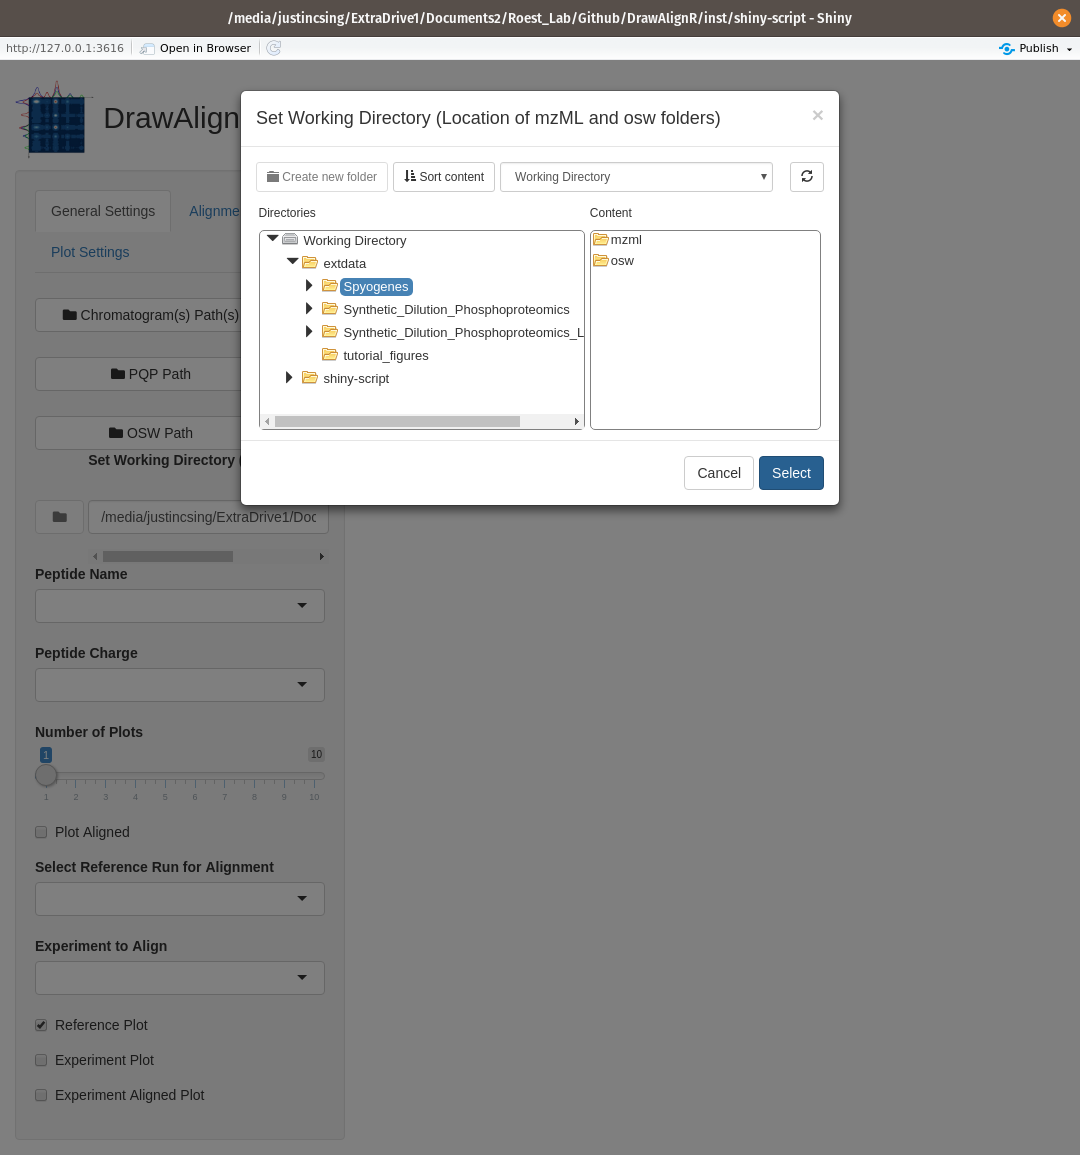 /media/justincsing/ExtraDrive1/Documents2/Roest_Lab/Github/DrawAlignR/inst/shiny-script - Shiny
http://127.0.0.1:3616 Open in Browser Publish
DrawAlign
Set Working Directory (Location of mzML and osw folders) ×
Create new folder Sort content Working Directory
Directories Content
Working Directory
extdata
Spyogenes
Synthetic_Dilution_Phosphoproteomics
Synthetic_Dilution_Phosphoproteomics_L
tutorial_figures
shiny-script
mzml
osw
Cancel Select
General Settings Alignme
Plot Settings
Chromatogram(s) Path(s)
PQP Path
OSW Path
Set Working Directory (
/media/justincsing/ExtraDrive1/Doc
Peptide Name
Peptide Charge
Number of Plots
1 10
1 2 3 4 5 6 7 8 9 10
Plot Aligned
Select Reference Run for Alignment
Experiment to Align
Reference Plot
Experiment Plot
Experiment Aligned Plot